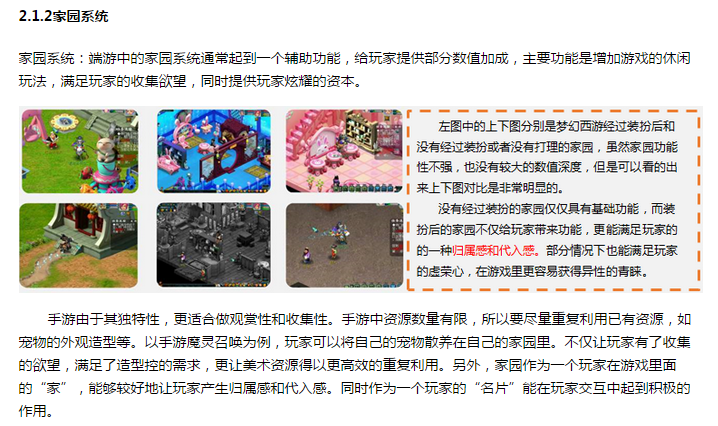 2.1.2家园系统
家园系统：端游中的家园系统通常起到一个辅助功能，给玩家提供部分数值加成，主要功能是增加游戏的休闲
玩法，满足玩家的收集欲望，同时提供玩家炫耀的资本。
左图中的上下图分别是梦幻西游经过装扮后和
没有经过装扮或者没有打理的家园，虽然家园功能
性不强，也没有较大的数值深度，但是可以看的出
来上下图对比是非常明显的。
没有经过装扮的家园仅仅具有基础功能，而装
扮后的家园不仅给玩家带来功能，更能满足玩家的
的一种归属感和代入感。部分情况下也能满足玩家
的虚荣心，在游戏里更容易获得异性的青睐。
手游由于其独特性，更适合做观赏性和收集性。手游中资源数量有限，所以要尽量重复利用已有资源，如
宠物的外观造型等。以手游魔灵召唤为例，玩家可以将自己的宠物散养在自己的家园里。不仅让玩家有了收集
的欲望，满足了造型控的需求，更让美术资源得以更高效的重复利用。另外，家园作为一个玩家在游戏里面
的“家”，能够较好地让玩家产生归属感和代入感。同时作为一个玩家的“名片”能在玩家交互中起到积极的
作用。